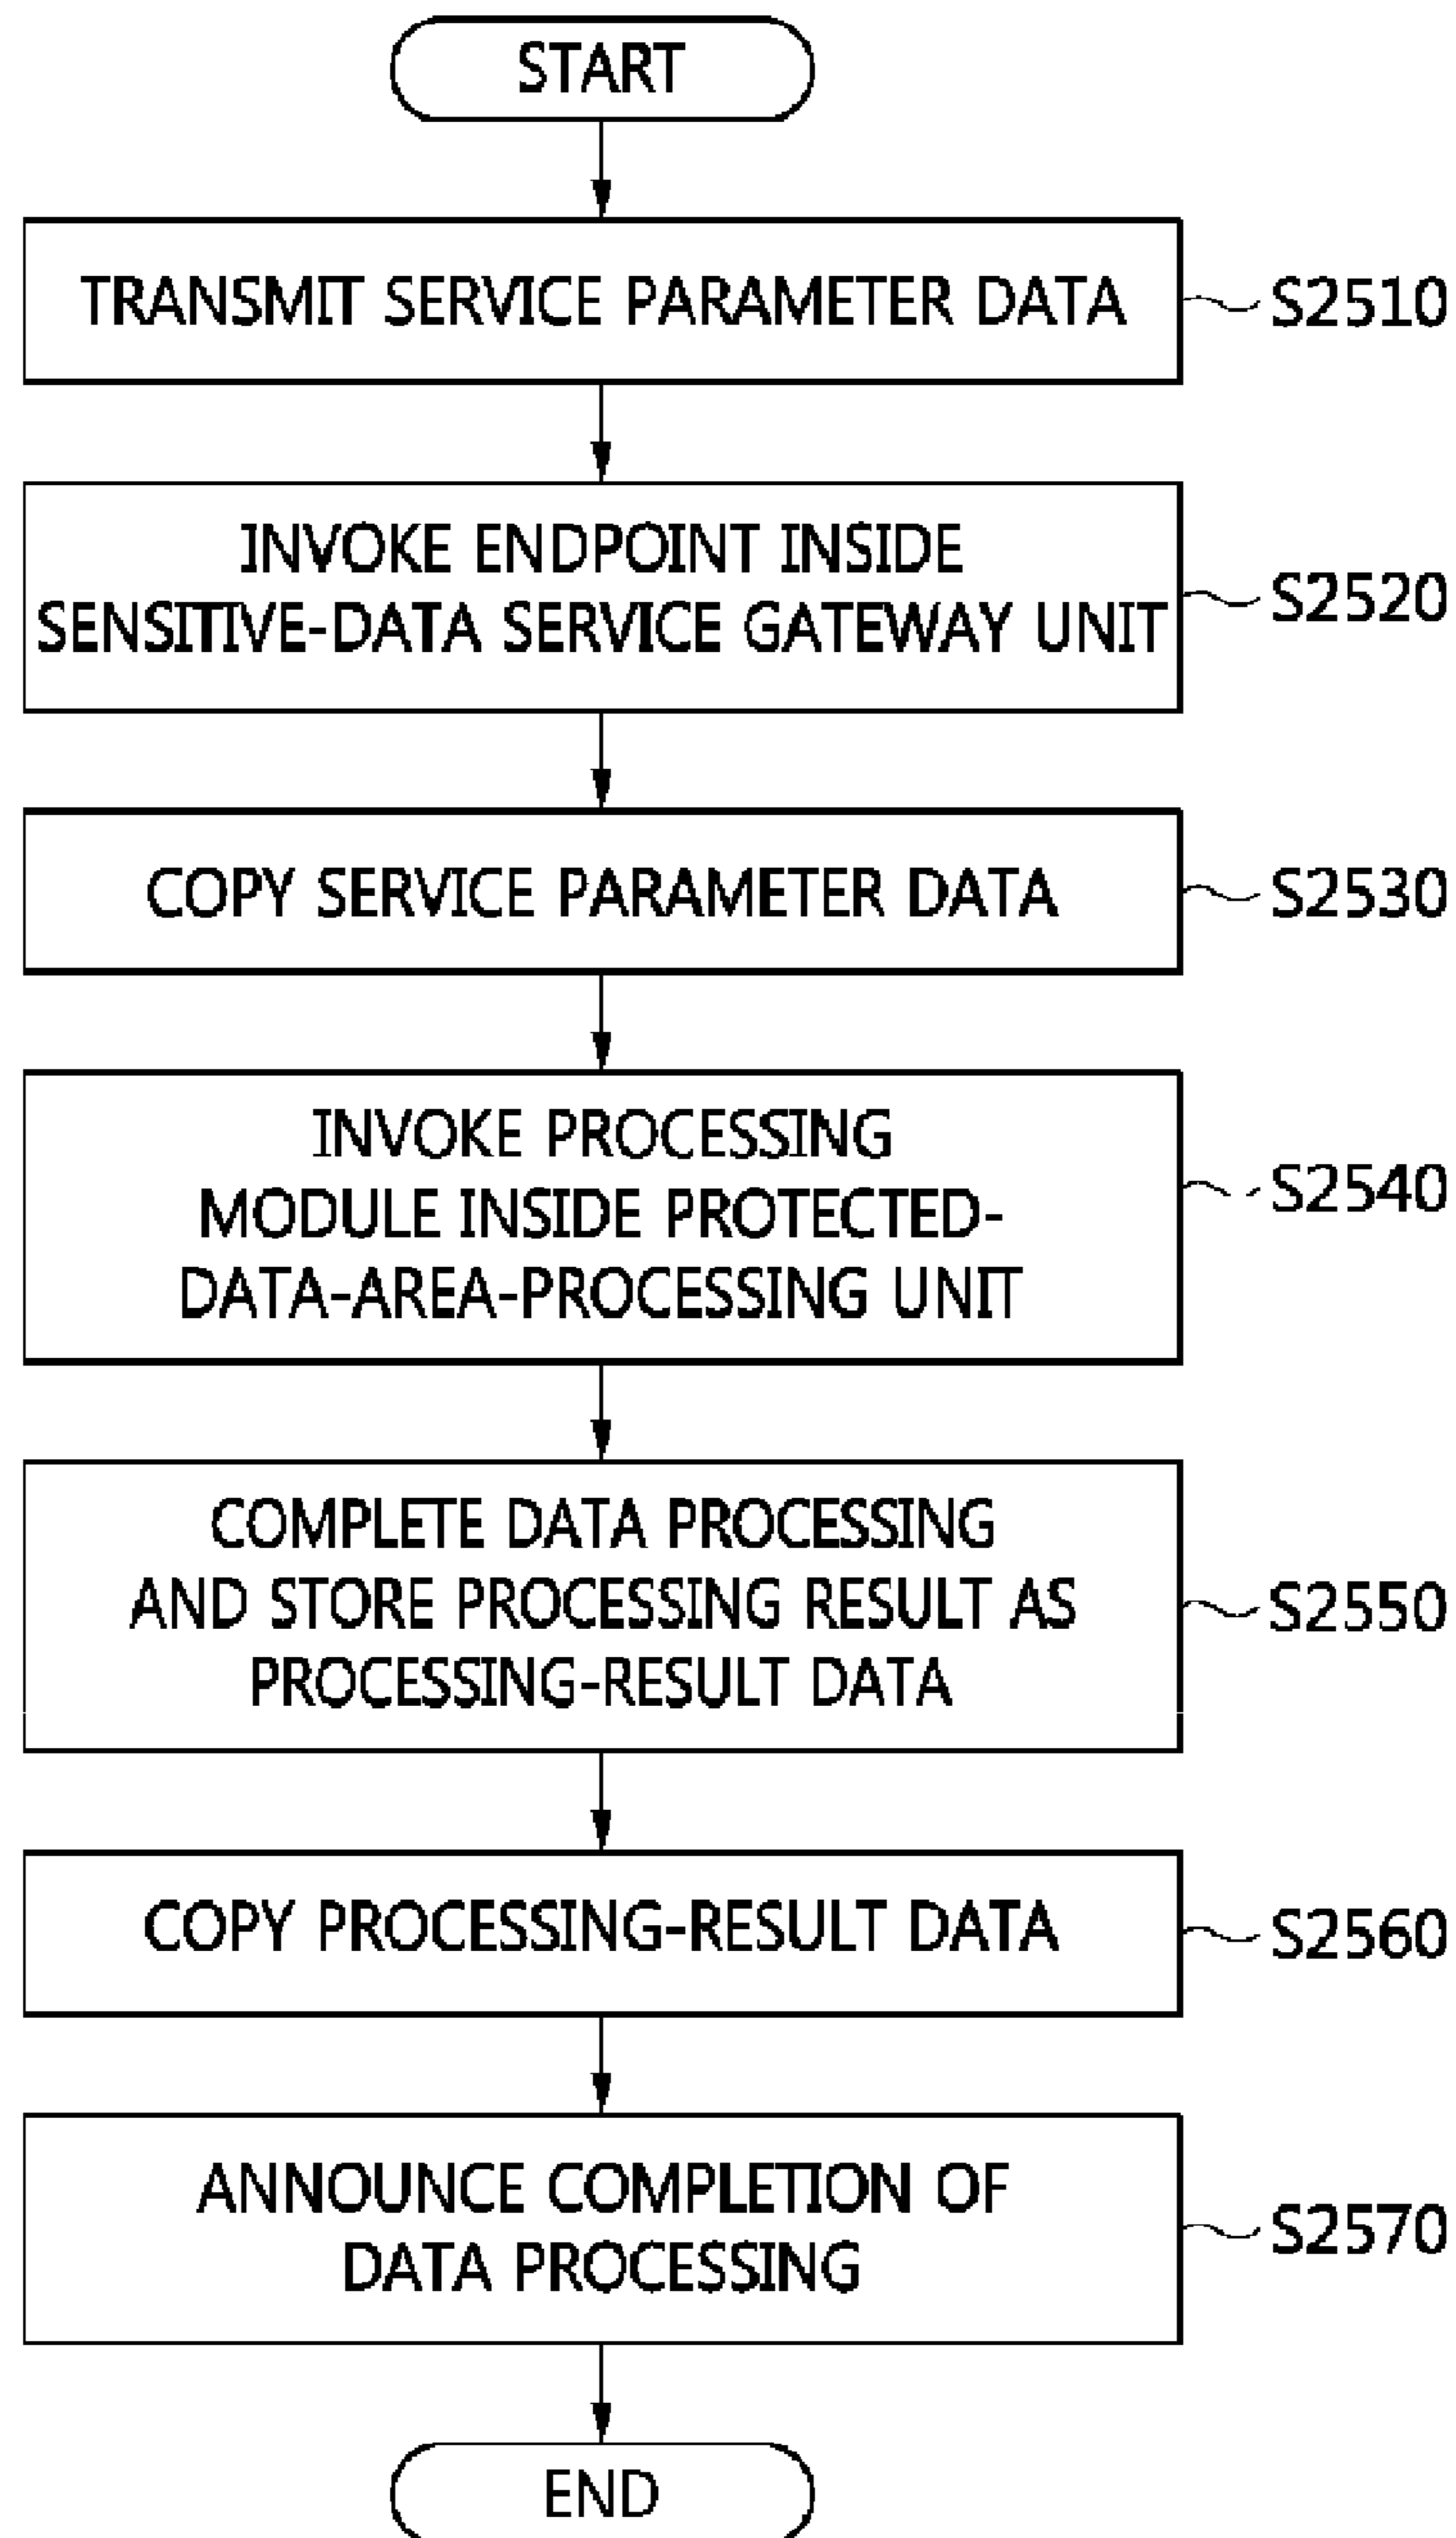 START
TRANSMIT SERVICE PARAMETER DATA
S2510
INVOKE ENDPOINT INSIDE
SENSITIVE-DATA SERVICE GATEWAY UNIT
S2520
COPY SERVICE PARAMETER DATA
S2530
INVOKE PROCESSING
MODULE INSIDE PROTECTED-
DATA-AREA-PROCESSING UNIT
S2540
COMPLETE DATA PROCESSING
AND STORE PROCESSING RESULT AS
PROCESSING-RESULT DATA
S2550
COPY PROCESSING-RESULT DATA
S2560
ANNOUNCE COMPLETION OF
DATA PROCESSING
S2570
END